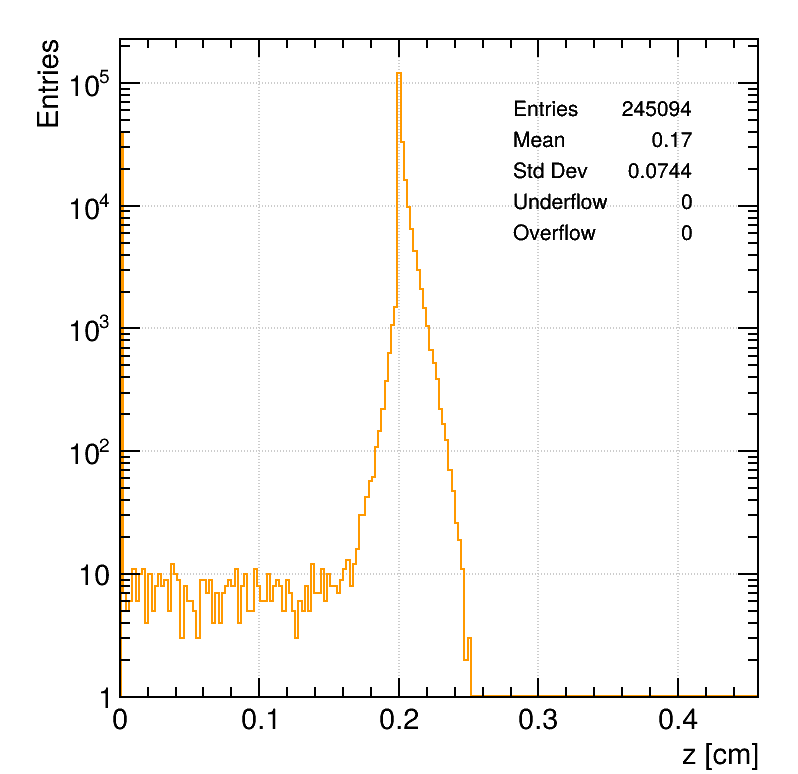 Entries
10^5
10^4
10^3
10^2
10
1
Entries 245094
Mean 0.17
Std Dev 0.0744
Underflow 0
Overflow 0
0 0.1 0.2 0.3 0.4
z [cm]